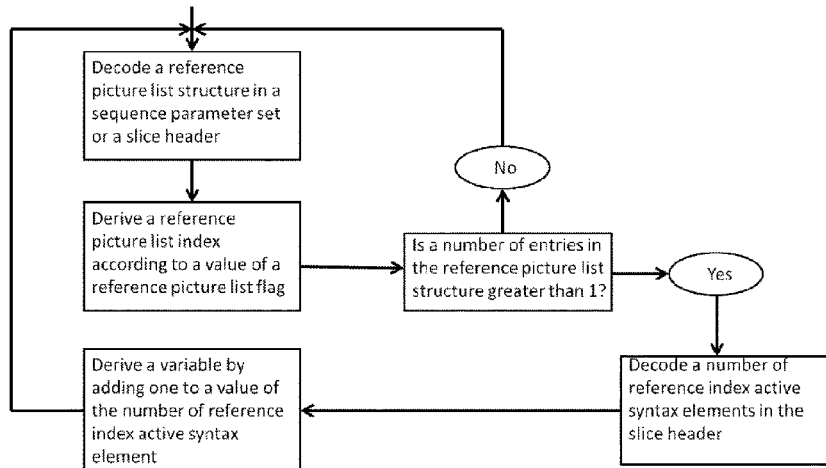 Decode a reference
picture list structure in a
sequence parameter set
or a slice header
No
Derive a reference
picture list index
according to a value of a
reference picture list flag
Is a number of entries in
the reference picture list
structure greater than 1?
Yes
Derive a variable by
adding one to a value of
the number of reference
index active syntax
element
Decode a number of
reference index active
syntax elements in the
slice header